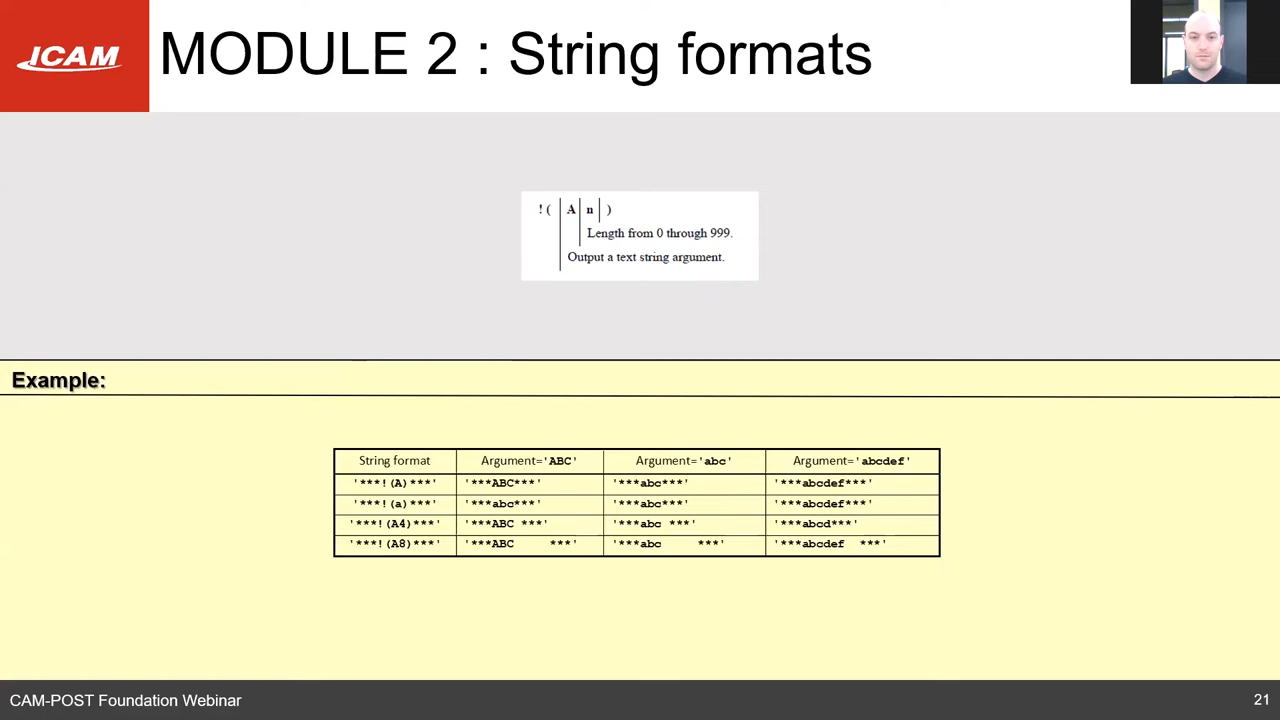 ICAM
MODULE 2 : String formats
! ( A n )
Length from 0 through 999.
Output a text string argument.
Example:
String format Argument='ABC' Argument='abc' Argument='abcdef'
'***!(A)***' '***ABC***' '***abc***' '***abcdef***'
'***!(a)***' '***abc***' '***abc***' '***abcdef***'
'***!(A4)***' '***ABC ***' '***abc ***' '***abcd***'
'***!(A8)***' '***ABC     ***' '***abc     ***' '***abcdef  ***'
CAM-POST Foundation Webinar
21